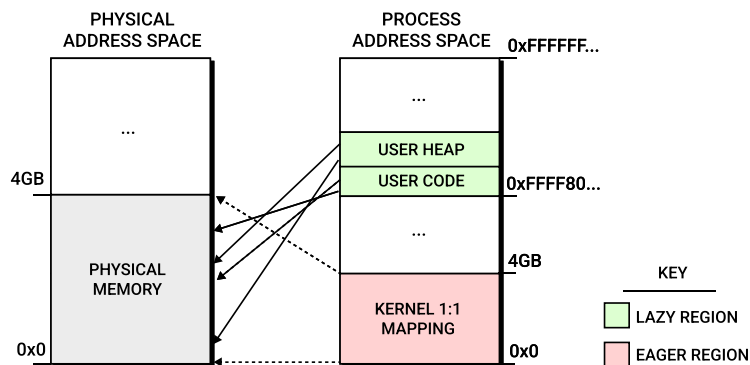 PHYSICAL
ADDRESS SPACE
PROCESS
ADDRESS SPACE
0xFFFFFF...
...
...
USER HEAP
USER CODE
4GB
0xFFFF80...
...
4GB
PHYSICAL
MEMORY
KERNEL 1:1
MAPPING
0x0
0x0
KEY
LAZY REGION
EAGER REGION